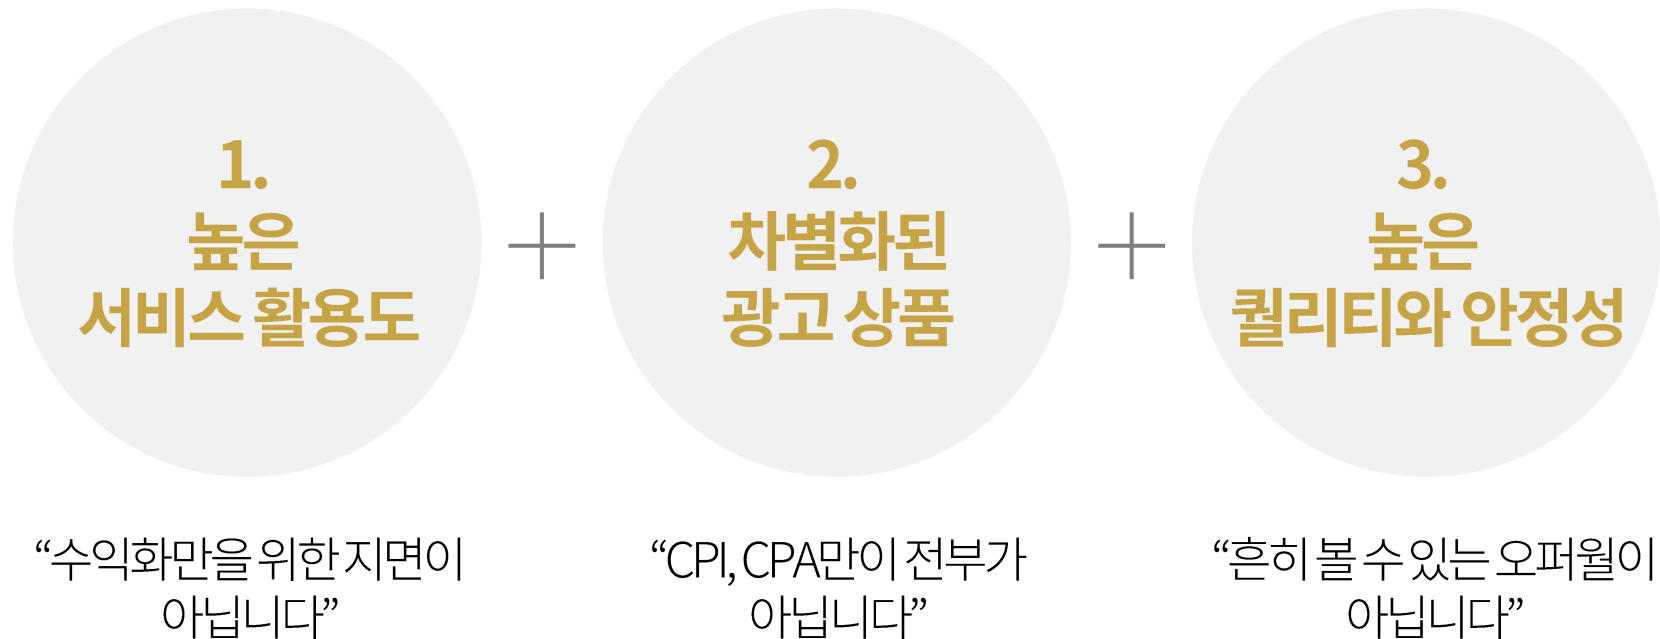 1.
높은
서비스 활용도
2.
차별화된
광고 상품
3.
높은
퀄리티와 안정성
“수익화만을 위한 지면이
아닙니다”
“CPI, CPA만이 전부가
아닙니다”
“흔히 볼 수 있는 오퍼월이
아닙니다”